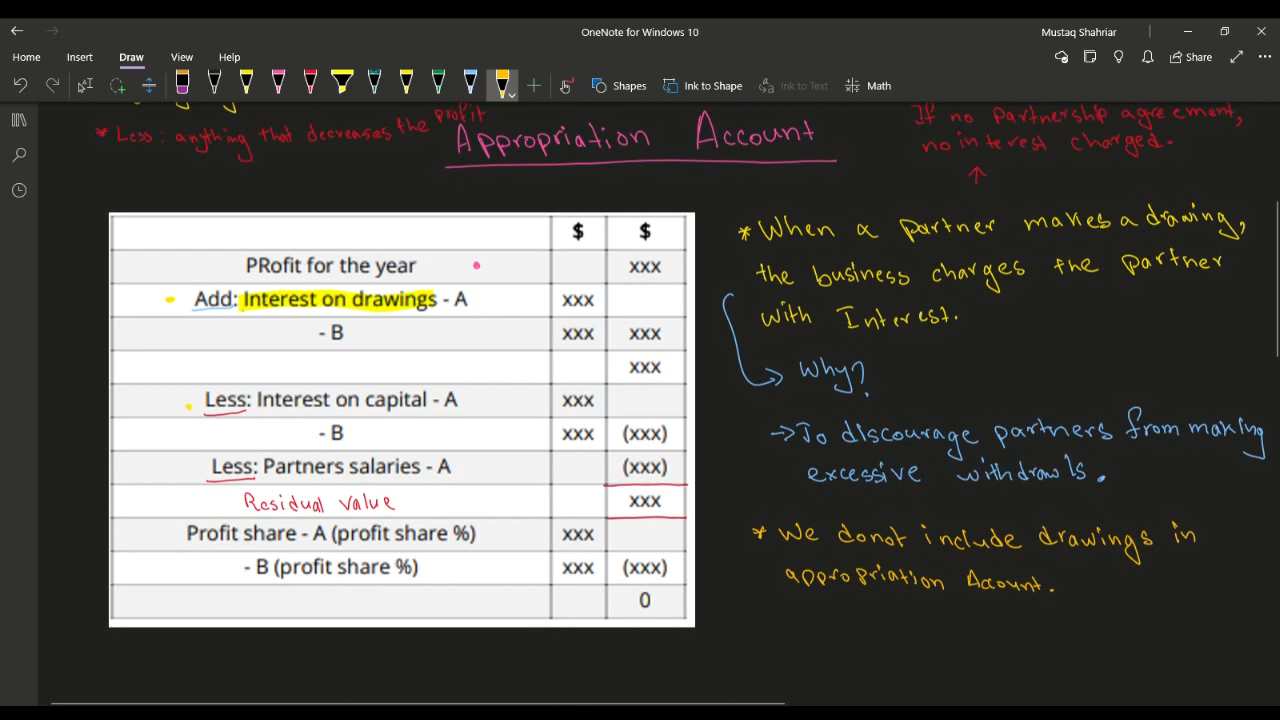 OneNote for Windows 10
Mustaq Shahriar
Home Insert Draw View Help
Share
Shapes Ink to Shape Ink to Text Math
* Less : anything that decreases the profit
Appropriation Account
If no Partnership agreement,
no interest charged.
$ $
PRofit for the year xxx
Add: Interest on drawings - A xxx
- B xxx xxx
xxx
Less: Interest on capital - A xxx
- B xxx (xxx)
Less: Partners salaries - A (xxx)
Residual value xxx
Profit share - A (profit share %) xxx
- B (profit share %) xxx (xxx)
0
* When a partner makes a drawing,
the business charges the partner
with Interest.
→ Why?
→ To discourage partners from making
excessive withdrawls.
* We donot include drawings in
appropriation Account.